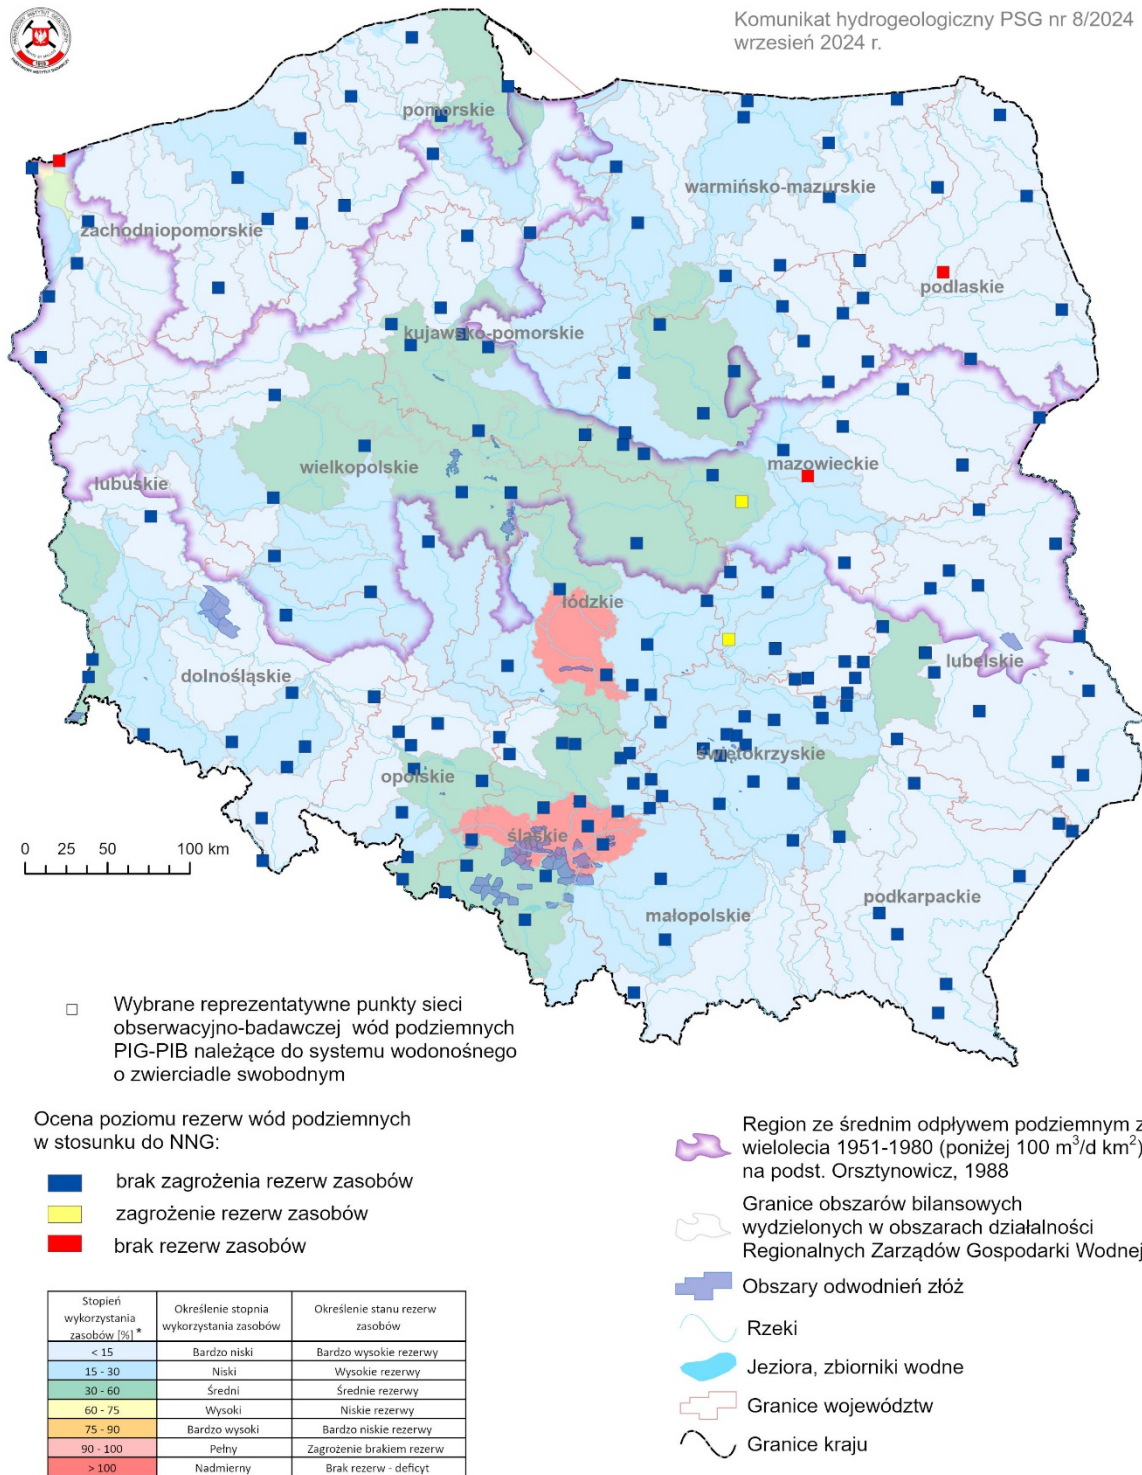 Komunikat hydrogeologiczny PSG nr 8/2024
wrzesień 2024 r.
pomorskie
warmińsko-mazurskie
zachodniopomorskie
podlaskie
kujawsko-pomorskie
mazowieckie
wielkopolskie
lubuskie
łódzkie
lubelskie
dolnośląskie
świętokrzyskie
opolskie
śląskie
podkarpackie
małopolskie
0 25 50 100 km
Wybrane reprezentatywne punkty sieci
obserwacyjno-badawczej wód podziemnych
PIG-PIB należące do systemu wodonośnego
o zwierciadle swobodnym
Ocena poziomu rezerw wód podziemnych
w stosunku do NNG:
brak zagrożenia rezerw zasobów
zagrożenie rezerw zasobów
brak rezerw zasobów
Stopień
wykorzystania
zasobów [%] *
Określenie stopnia
wykorzystania zasobów
Określenie stanu rezerw
zasobów
< 15 Bardzo niski Bardzo wysokie rezerwy
15 - 30 Niski Wysokie rezerwy
30 - 60 Średni Średnie rezerwy
60 - 75 Wysoki Niskie rezerwy
75 - 90 Bardzo wysoki Bardzo niskie rezerwy
90 - 100 Pełny Zagrożenie brakiem rezerw
> 100 Nadmierny Brak rezerw - deficyt
Region ze średnim odpływem podziemnym z
wielolecia 1951-1980 (poniżej 100 m³/d km²)
na podst. Orsztynowicz, 1988
Granice obszarów bilansowych
wydzielonych w obszarach działalności
Regionalnych Zarządów Gospodarki Wodnej
Obszary odwodnień złóż
Rzeki
Jeziora, zbiorniki wodne
Granice województw
Granice kraju